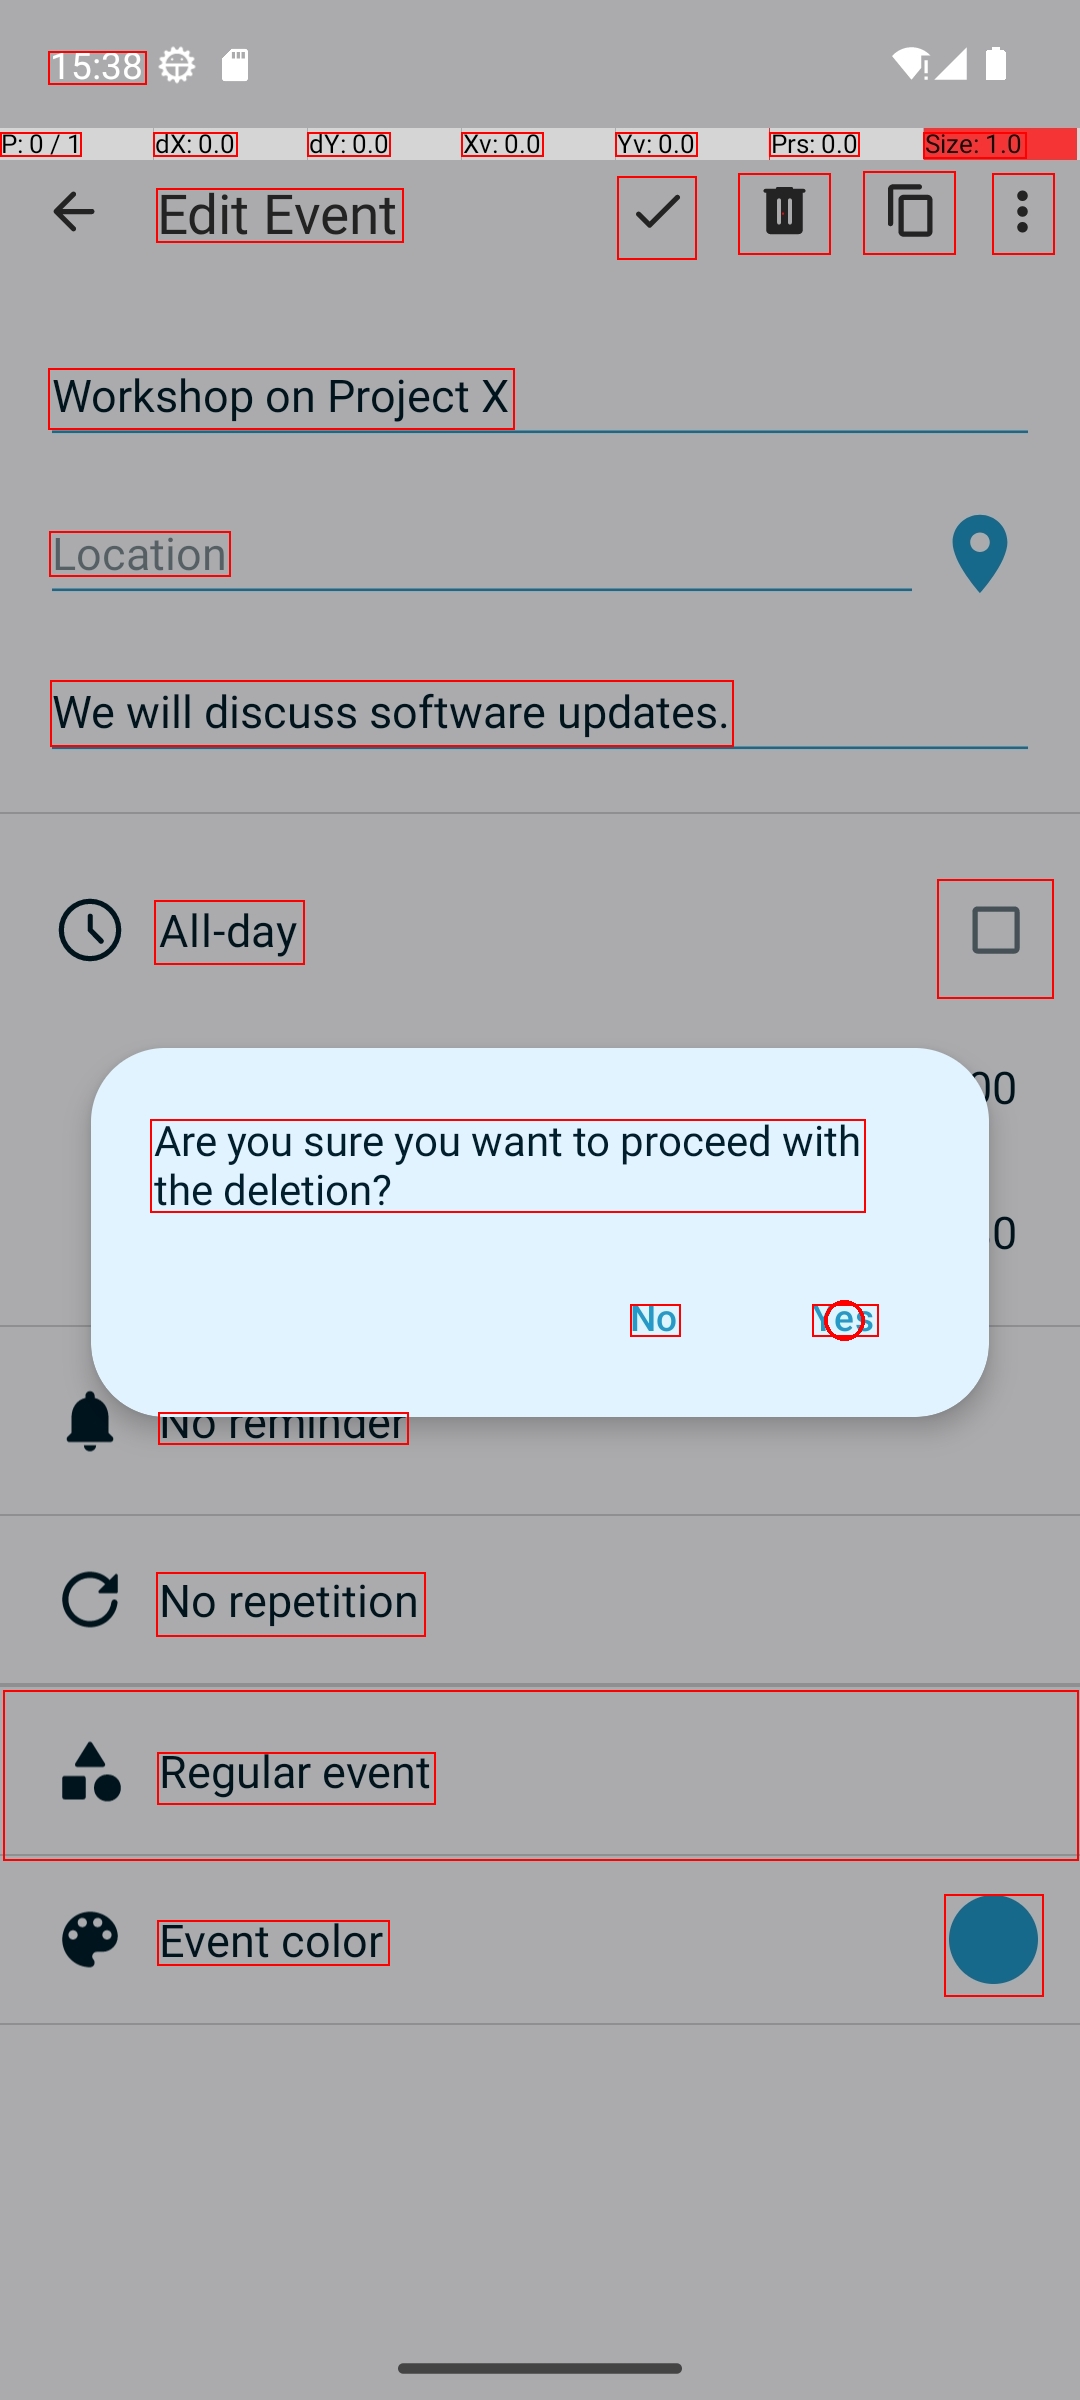 15:38
P: 0 / 1 dX: 0.0 dY: 0.0 Xv: 0.0 Yv: 0.0 Prs: 0.0 Size: 1.0
Edit Event
Workshop on Project X
Location
We will discuss software updates.
All-day
00
Are you sure you want to proceed with
the deletion?
0
No Yes
No reminder
No repetition
Regular event
Event color